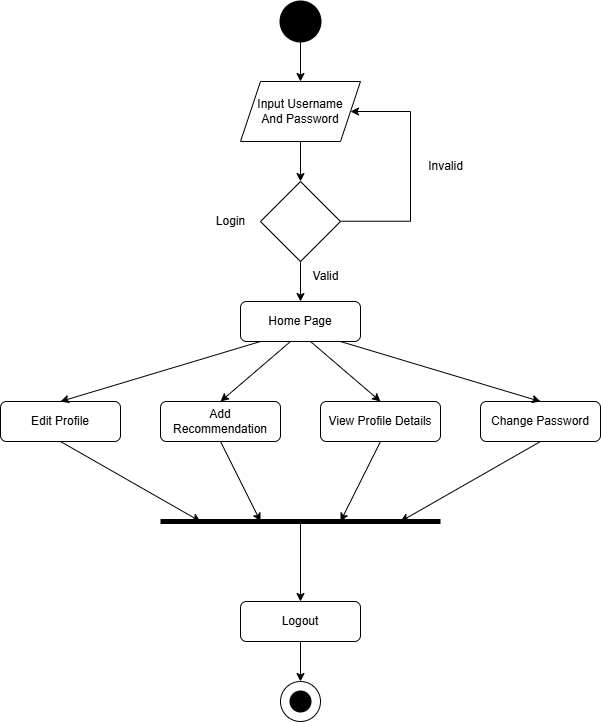 Input Username
And Password
Invalid
Login
Valid
Home Page
Edit Profile
Add
Recommendation
View Profile Details
Change Password
Logout